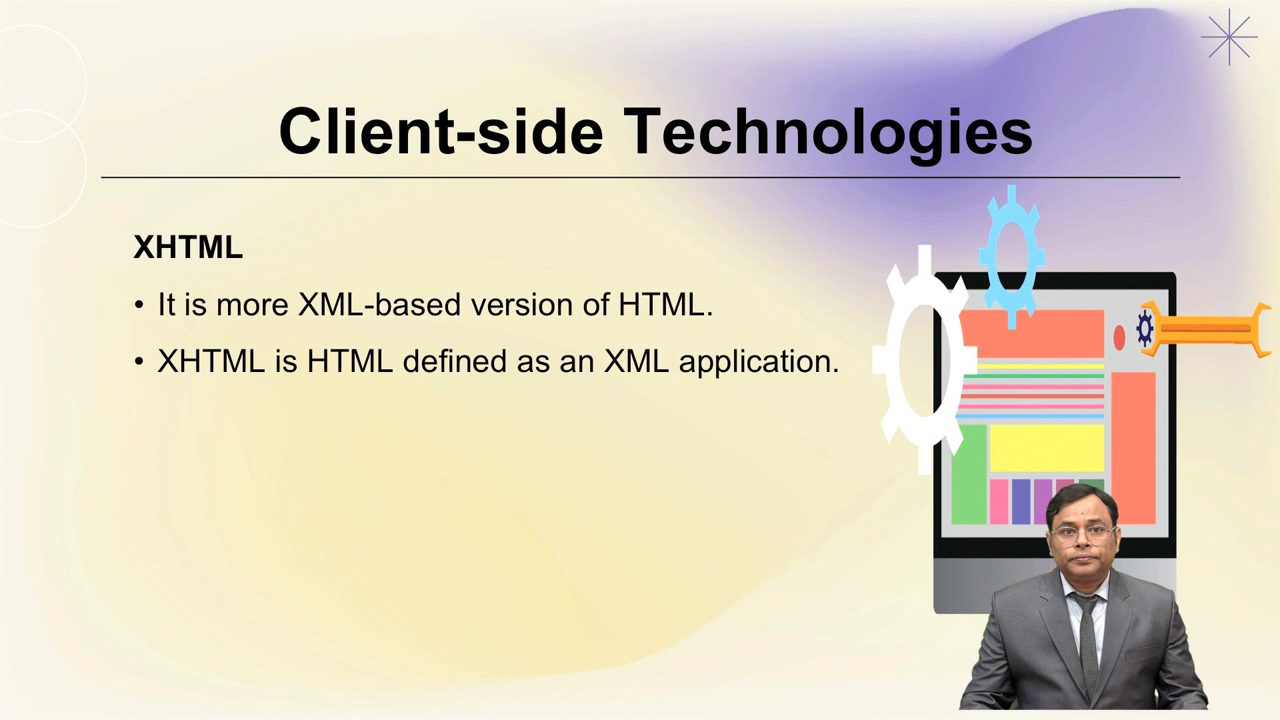 Client-side Technologies
XHTML
• It is more XML-based version of HTML.
• XHTML is HTML defined as an XML application.